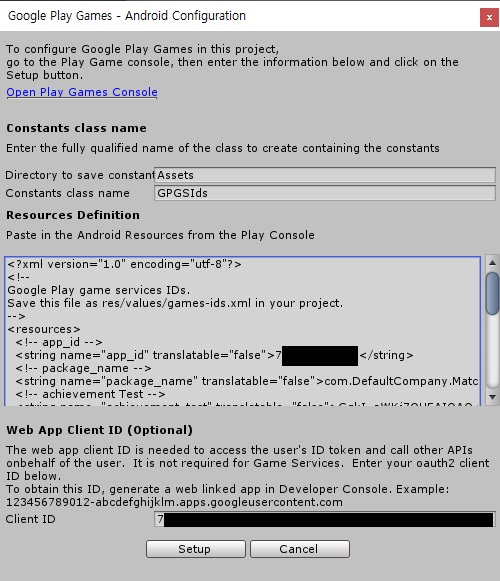 Google Play Games - Android Configuration
x
To configure Google Play Games in this project,
go to the Play Game console, then enter the information below and click on the
Setup button.
Open Play Games Console
Constants class name
Enter the fully qualified name of the class to create containing the constants
Directory to save constant Assets
Constants class name GPGSIds
Resources Definition
Paste in the Android Resources from the Play Console
<?xml version="1.0" encoding="utf-8"?>
<!--
Google Play game services IDs.
Save this file as res/values/games-ids.xml in your project.
-->
<resources>
<!-- app_id -->
<string name="app_id" translatable="false">7 </string>
<!-- package_name -->
<string name="package_name" translatable="false">com.DefaultCompany.Matc
<!-- achievement Test -->
<string name="achievement_test" translatable="false">
Web App Client ID (Optional)
The web app client ID is needed to access the user's ID token and call other APIs
onbehalf of the user.  It is not required for Game Services.  Enter your oauth2 client
ID below.
To obtain this ID, generate a web linked app in Developer Console. Example:
123456789012-abcdefghijklm.apps.googleusercontent.com
Client ID 7
Setup Cancel